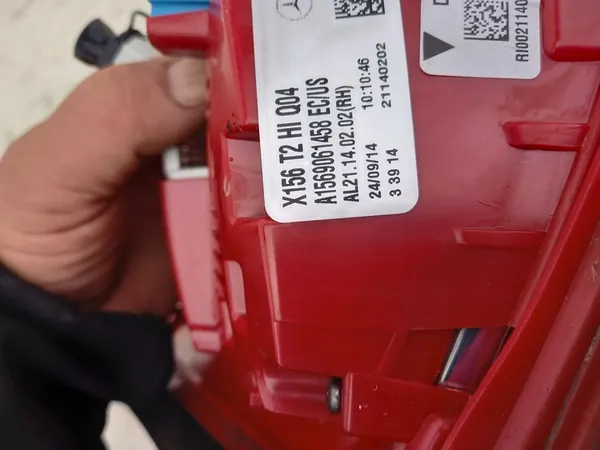 X156 T2 HI Q04
A1569061458 EC/US
AL21.14.02.02(RH)
24/09/14 10:10:46
3 39 14 21140202
D
RI0021140